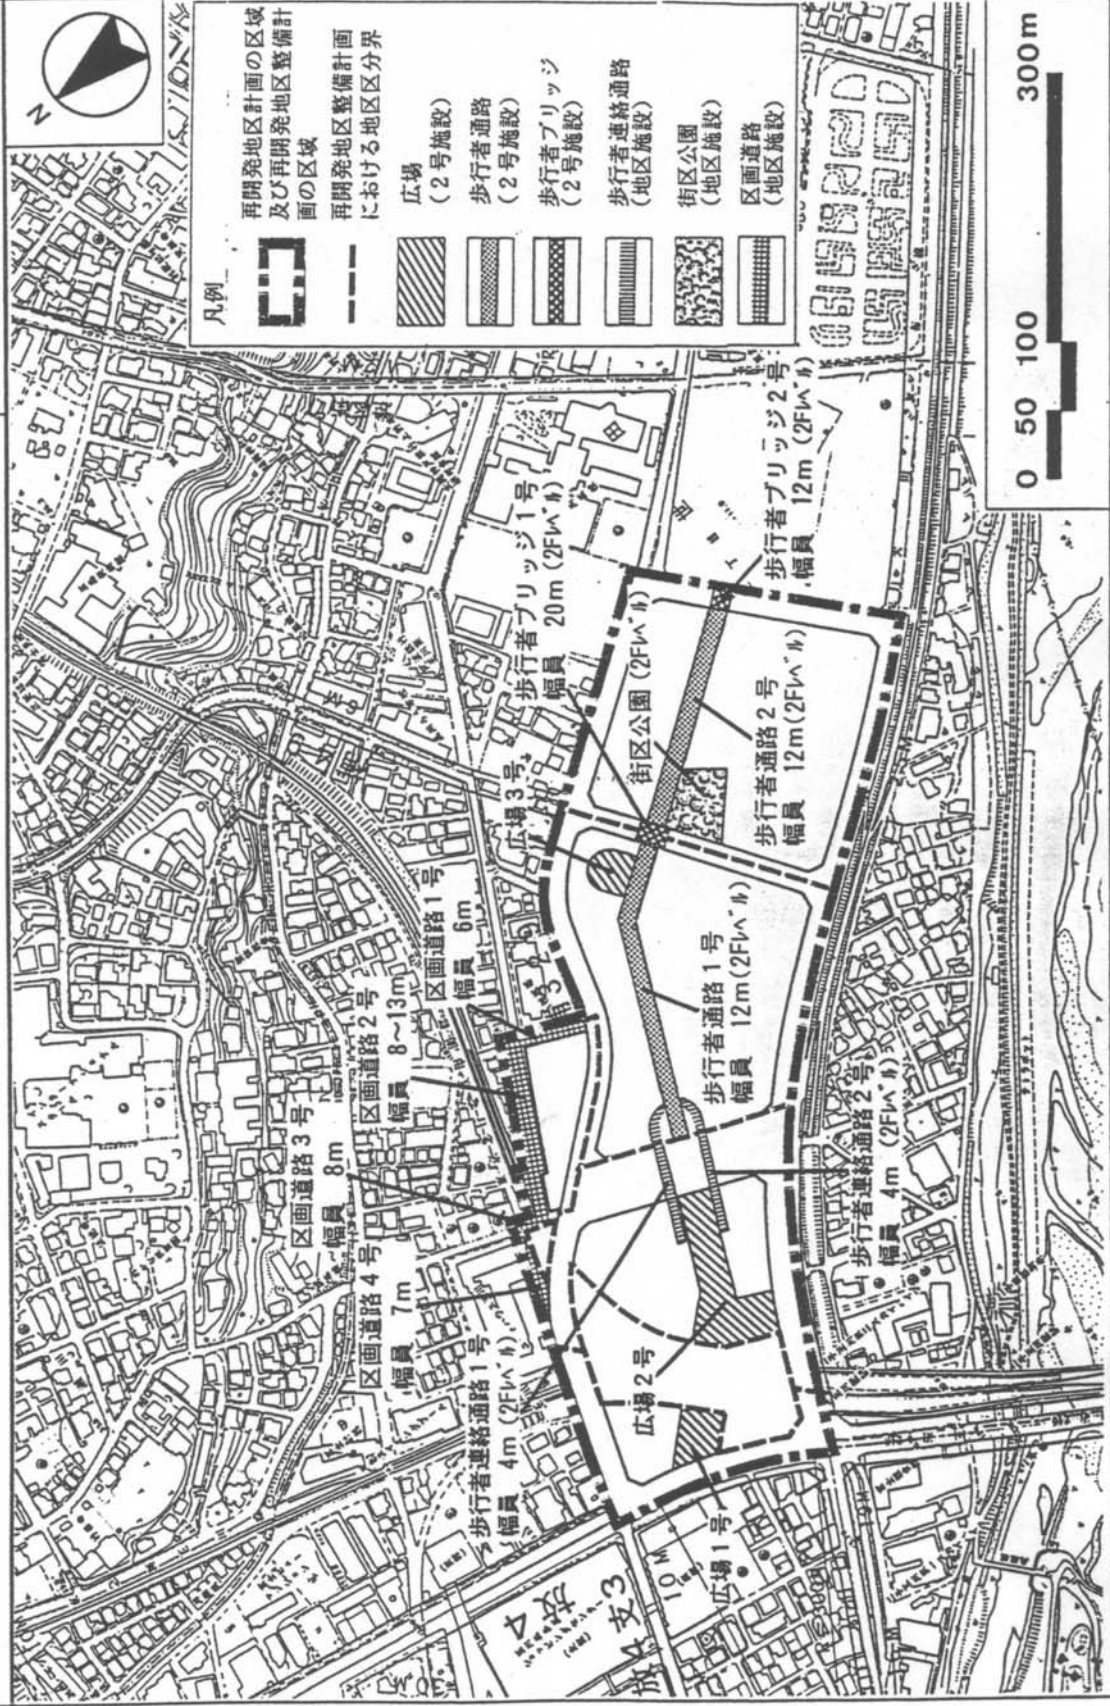 凡例
再開発地区計画の区域
及び再開発地区整備計
画の区域
再開発地区整備計画
における地区区分界
広場
(2号施設)
歩行者通路
(2号施設)
歩行者ブリッジ
(2号施設)
歩行者連絡通路
(地区施設)
街区公園
(地区施設)
区画道路
(地区施設)
N
0 50 100 300m
区画道路3号
幅員 8m
区画道路2号
幅員 8~13m
区画道路1号
幅員 6m
区画道路4号
幅員 7m
広場3号
歩行者ブリッジ1号
幅員 20m(2Fレベル)
街区公園(2Fレベル)
歩行者ブリッジ2号
幅員 12m(2Fレベル)
歩行者通路2号
幅員 12m(2Fレベル)
歩行者通路1号
幅員 12m(2Fレベル)
歩行者連絡通路1号
幅員 4m(2Fレベル)
歩行者連絡通路2号
幅員 4m(2Fレベル)
広場2号
広場1号
放4
放4支3
10M